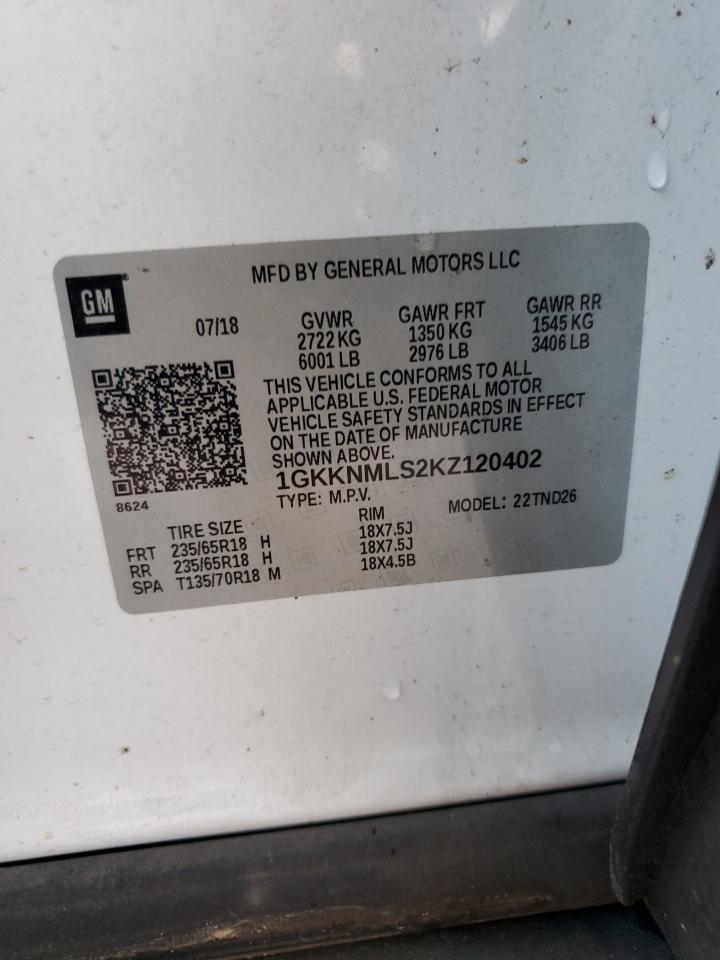 MFD BY GENERAL MOTORS LLC
GM
07/18
GVWR GAWR FRT GAWR RR
2722 KG 1350 KG 1545 KG
6001 LB 2976 LB 3406 LB
THIS VEHICLE CONFORMS TO ALL
APPLICABLE U.S. FEDERAL MOTOR
VEHICLE SAFETY STANDARDS IN EFFECT
ON THE DATE OF MANUFACTURE
SHOWN ABOVE.
1GKKNMLS2KZ120402
8624
TYPE: M.P.V. MODEL: 22TND26
TIRE SIZE RIM
FRT 235/65R18 H 18X7.5J
RR 235/65R18 H 18X7.5J
SPA T135/70R18 M 18X4.5B